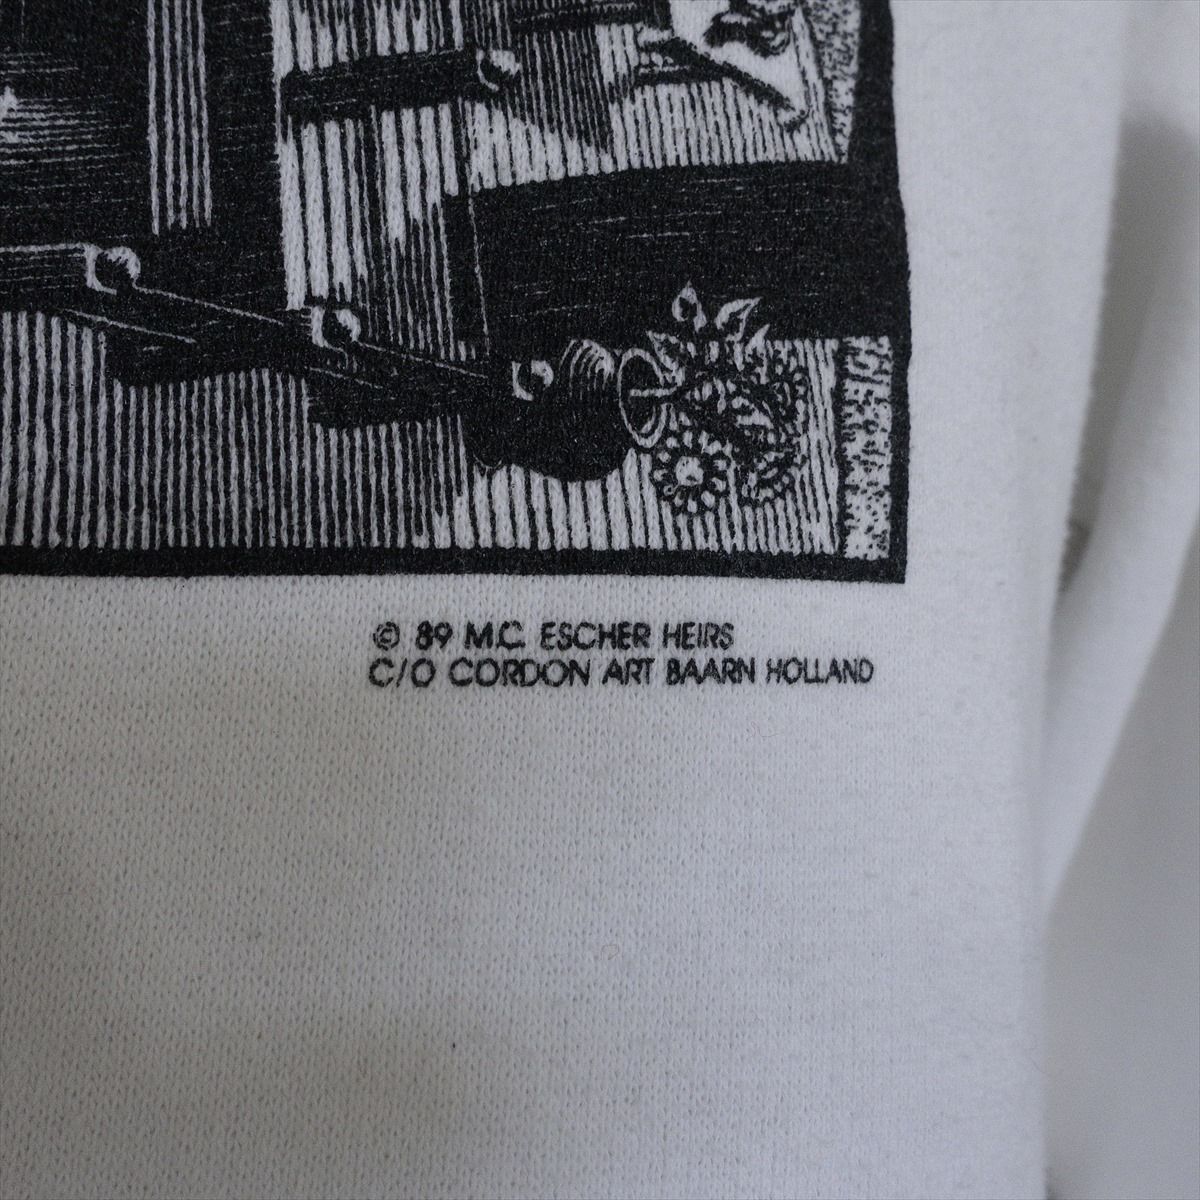 © 89 M.C. ESCHER HEIRS
C/O CORDON ART BAARN HOLLAND